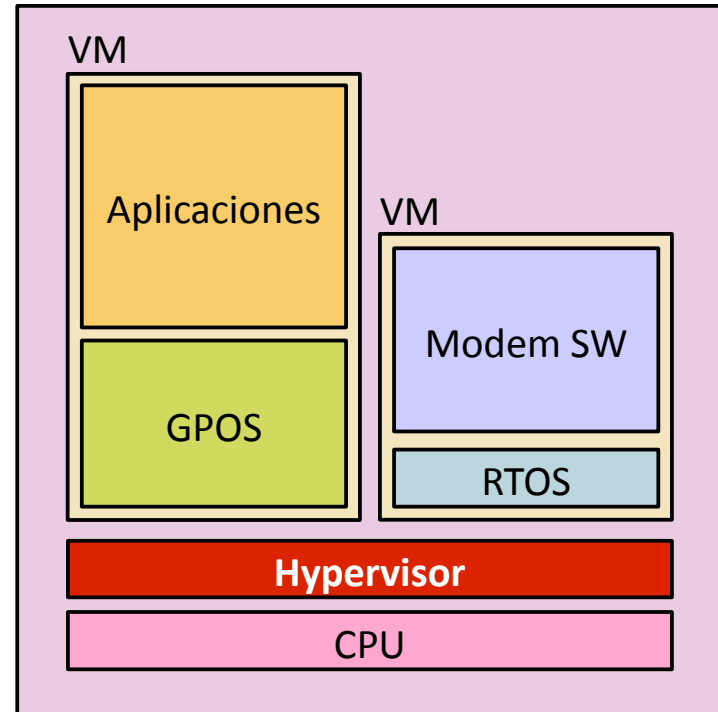 VM
Aplicaciones
GPOS
VM
Modem SW
RTOS
Hypervisor
CPU